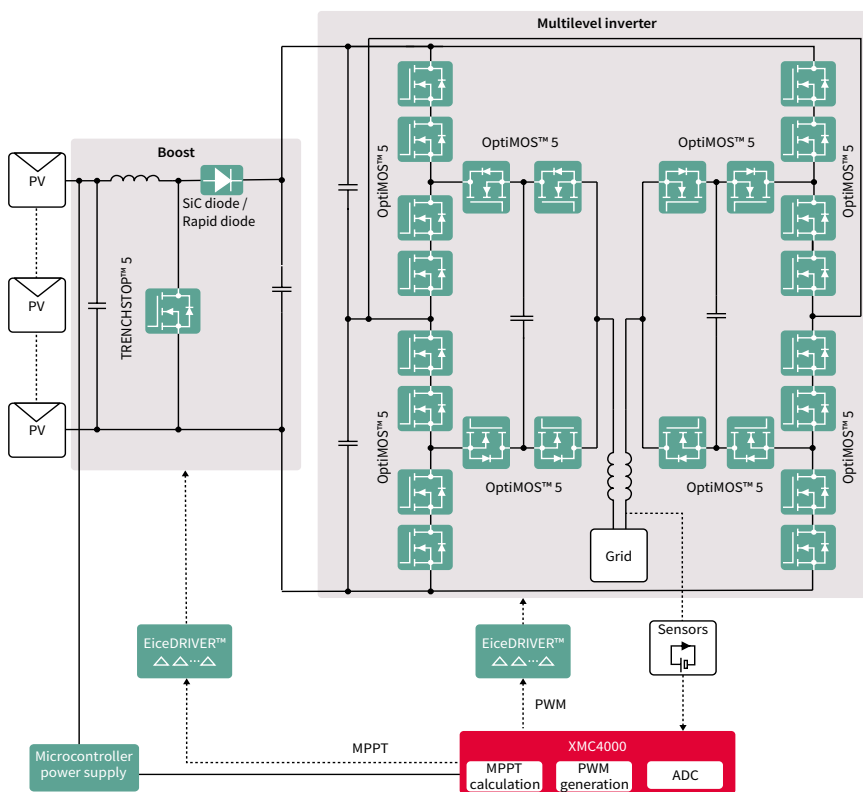 Multilevel inverter
Boost
PV
SiC diode /
Rapid diode
TRENCHSTOP™ 5
PV
PV
OptiMOS™ 5
OptiMOS™ 5
OptiMOS™ 5
OptiMOS™ 5
OptiMOS™ 5
OptiMOS™ 5
OptiMOS™ 5
OptiMOS™ 5
Grid
EiceDRIVER™
EiceDRIVER™
Sensors
PWM
MPPT
Microcontroller
power supply
XMC4000
MPPT
calculation
PWM
generation
ADC